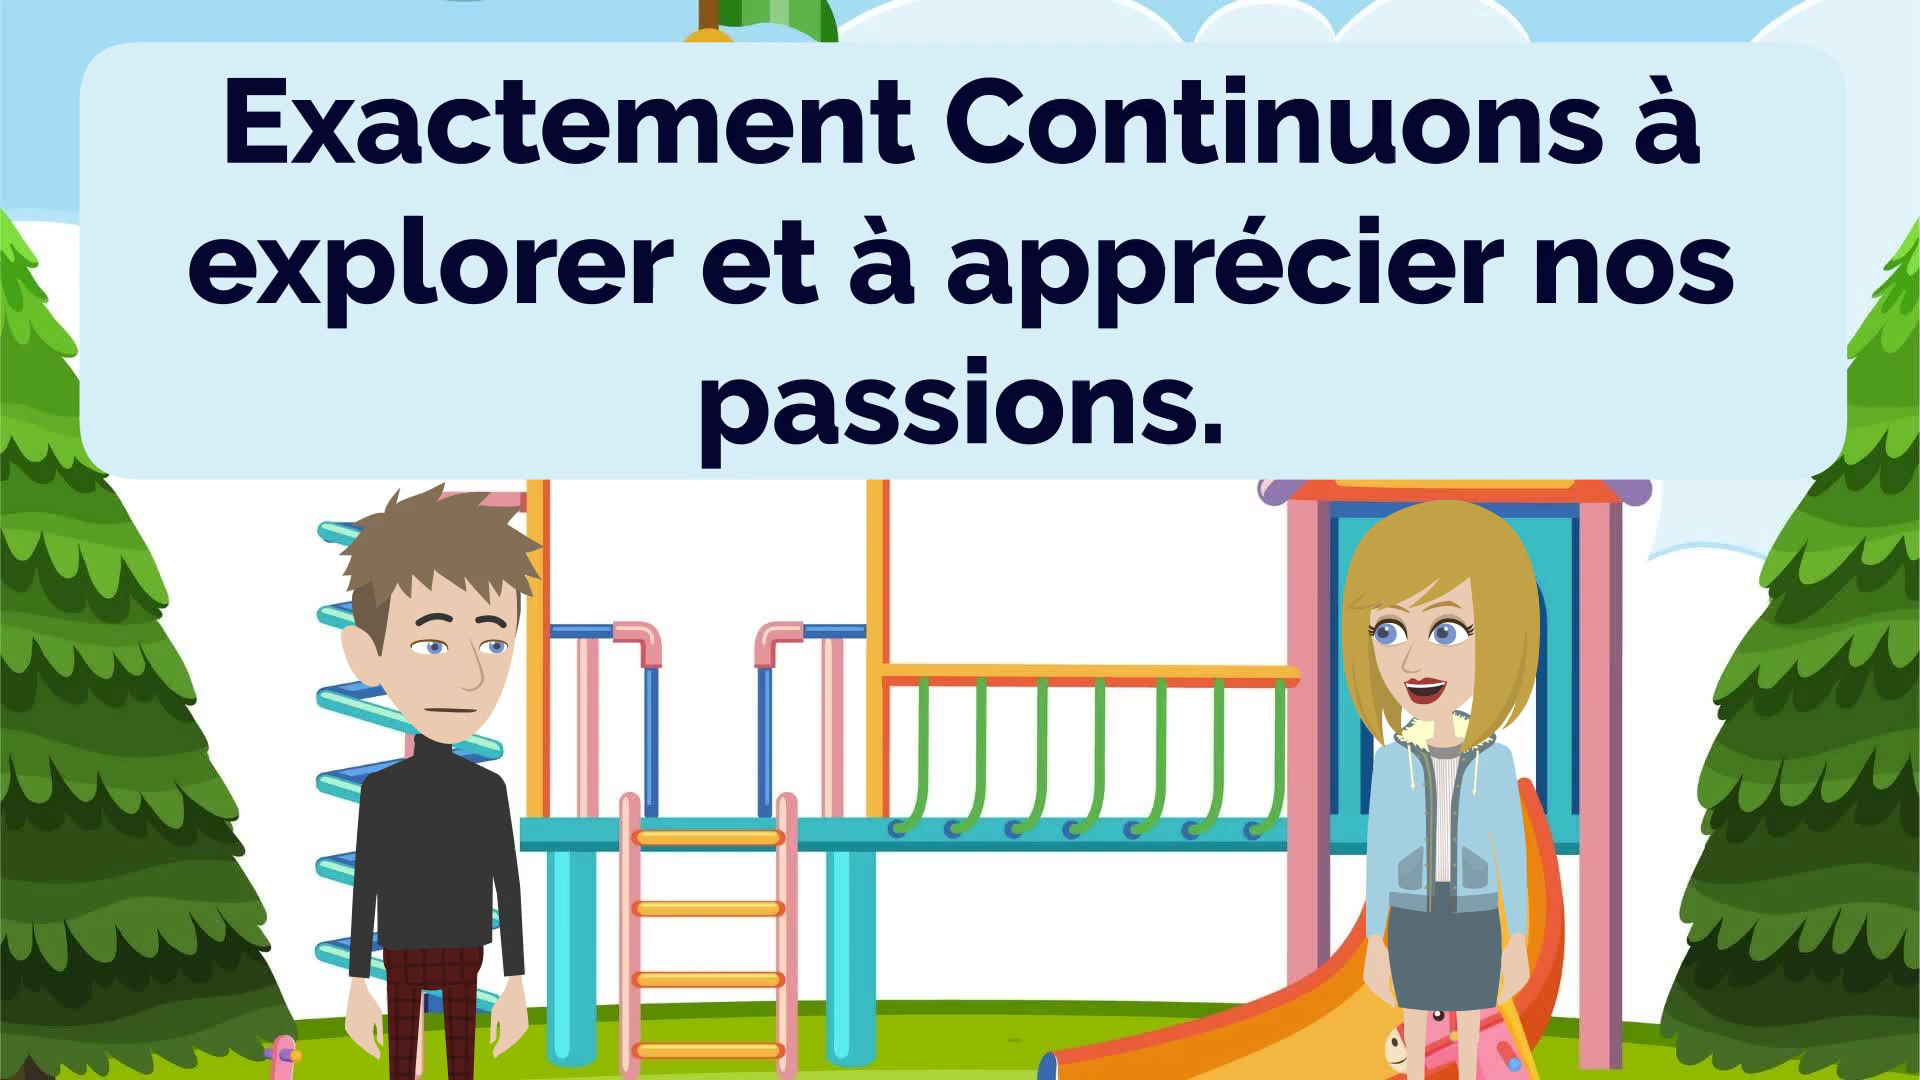 Exactement Continuons à
explorer et à apprécier nos
passions.